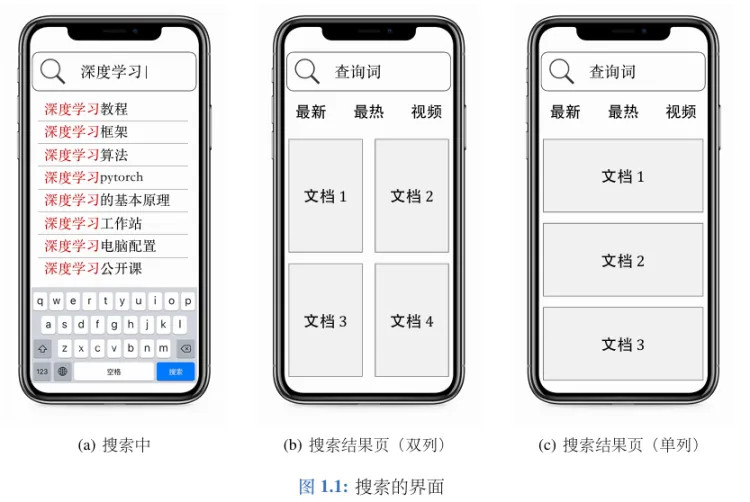 深度学习|
深度学习教程
深度学习框架
深度学习算法
深度学习pytorch
深度学习的基本原理
深度学习工作站
深度学习电脑配置
深度学习公开课
q w e r t y u i o p
a s d f g h j k l
z x c v b n m
123 空格 搜索
(a) 搜索中
查询词
最新 最热 视频
文档 1 文档 2
文档 3 文档 4
(b) 搜索结果页（双列）
查询词
最新 最热 视频
文档 1
文档 2
文档 3
(c) 搜索结果页（单列）
图 1.1: 搜索的界面